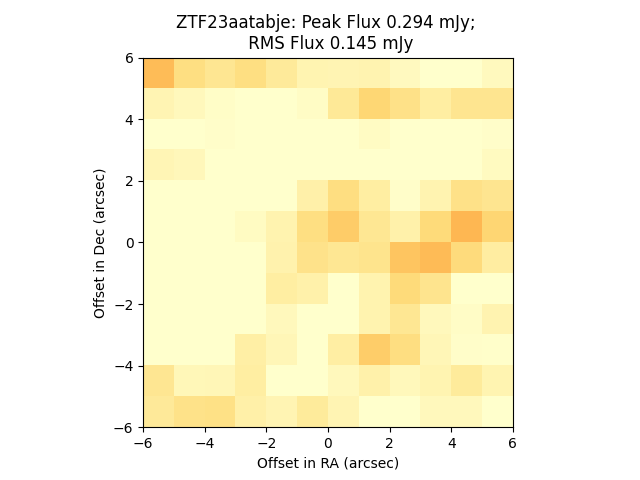 ZTF23aatabje: Peak Flux 0.294 mJy;
RMS Flux 0.145 mJy
6
4
2
0
−2
−4
−6
Offset in Dec (arcsec)
−6 −4 −2 0 2 4 6
Offset in RA (arcsec)